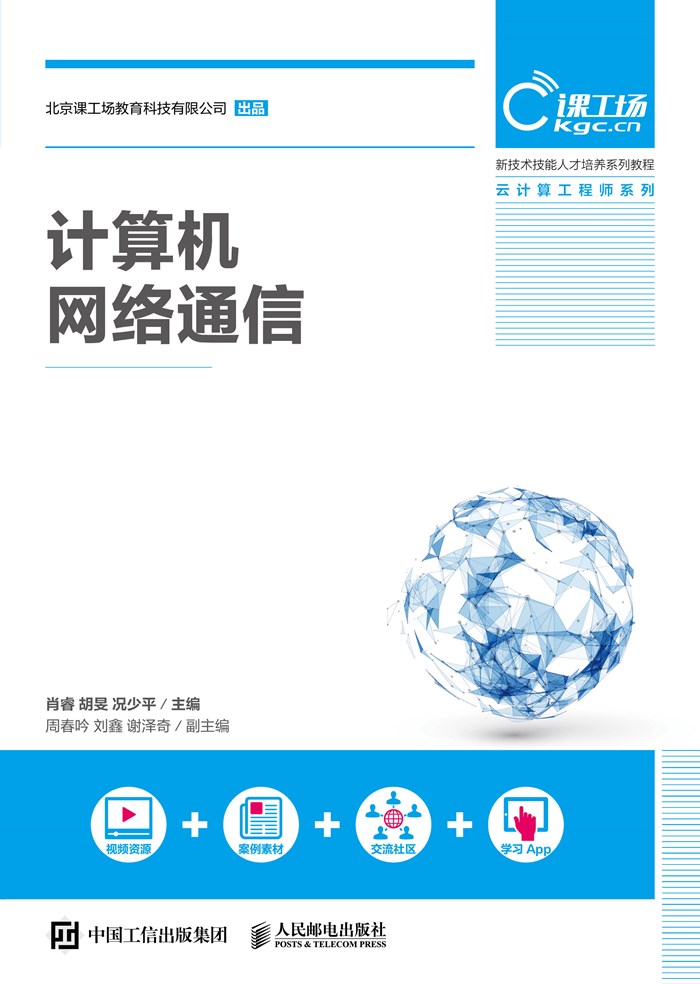 北京课工场教育科技有限公司 出品
课工场
kgc.cn
新技术技能人才培养系列教程
云计算工程师系列
计算机
网络通信
肖睿 胡旻 况少平 / 主编
周春吟 刘鑫 谢泽奇 / 副主编
视频资源
案例素材
交流社区
学习 App
中国工信出版集团
人民邮电出版社
POSTS & TELECOM PRESS